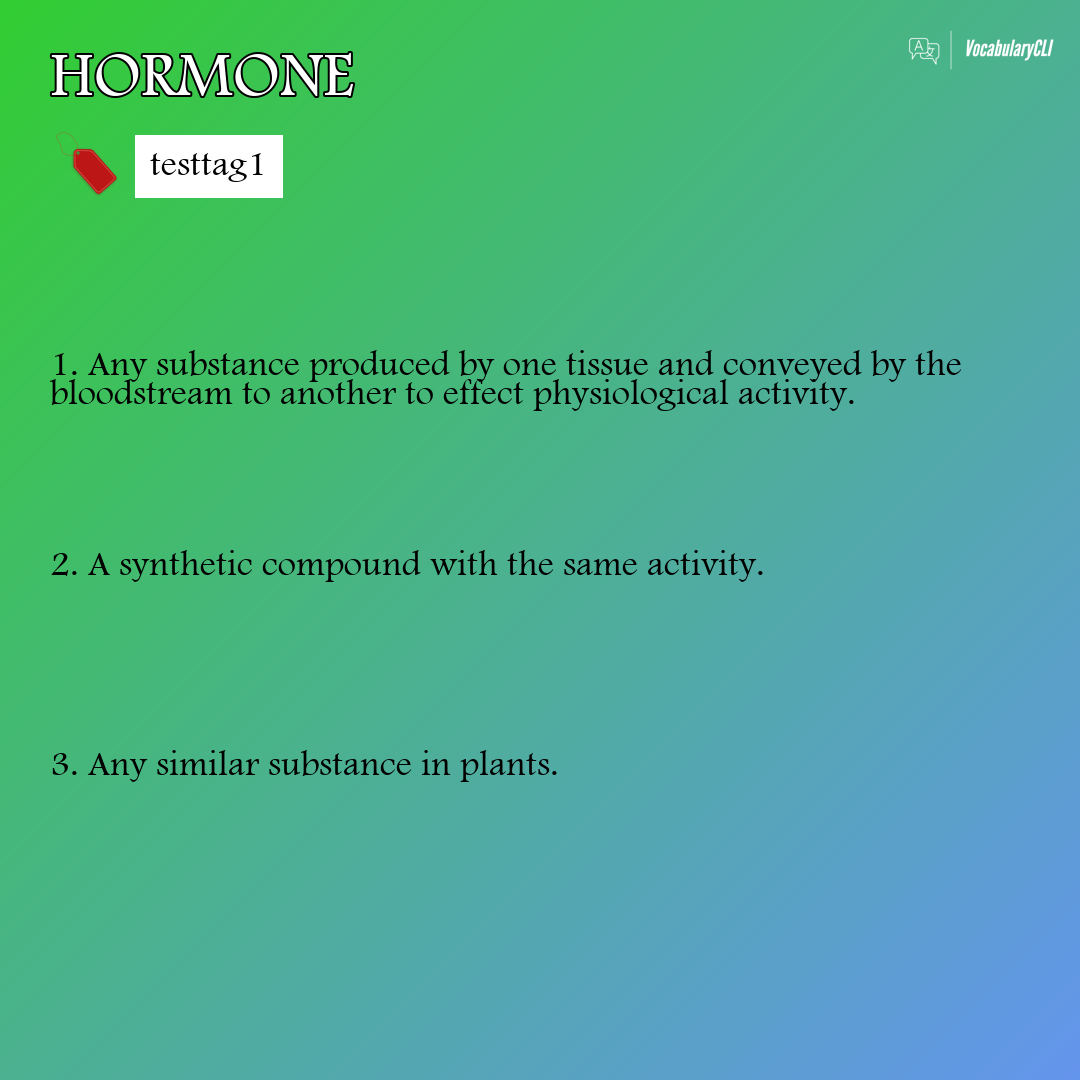 HORMONE
VocabularyCLI
testtag1
1. Any substance produced by one tissue and conveyed by the
bloodstream to another to effect physiological activity.
2. A synthetic compound with the same activity.
3. Any similar substance in plants.